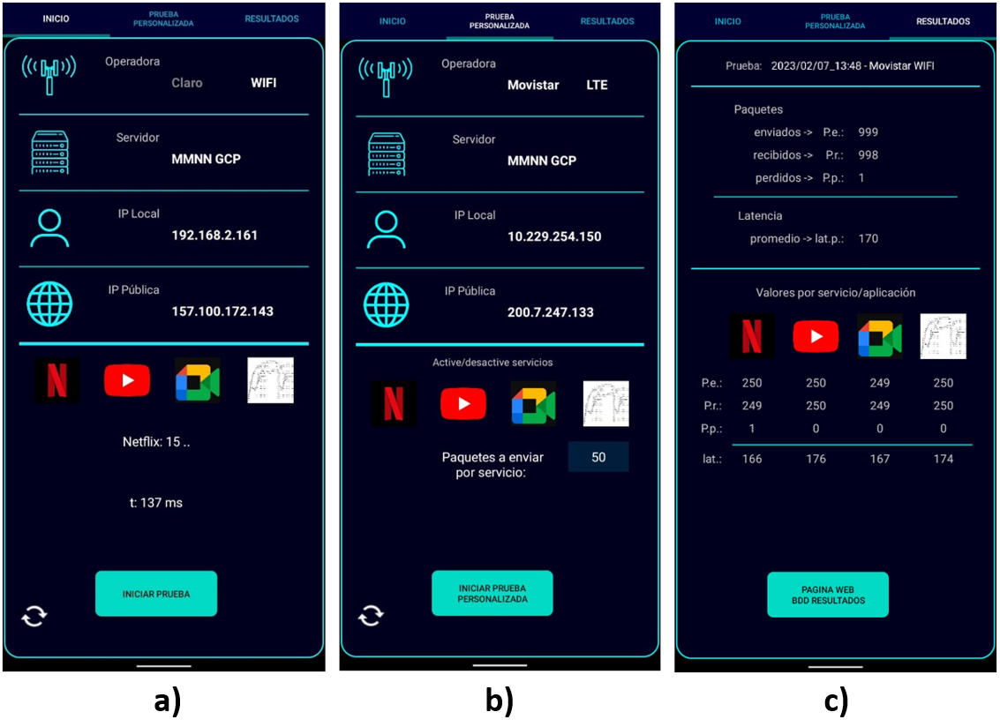 INICIO
PRUEBA
PERSONALIZADA
RESULTADOS
Operadora
Claro WIFI
Servidor
MMNN GCP
IP Local
192.168.2.161
IP Pública
157.100.172.143
Netflix: 15 ..
t: 137 ms
INICIAR PRUEBA
a)
INICIO
PRUEBA
PERSONALIZADA
RESULTADOS
Operadora
Movistar LTE
Servidor
MMNN GCP
IP Local
10.229.254.150
IP Pública
200.7.247.133
Active/desactive servicios
Paquetes a enviar
por servicio:
50
INICIAR PRUEBA
PERSONALIZADA
b)
INICIO
PRUEBA
PERSONALIZADA
RESULTADOS
Prueba: 2023/02/07_13:48 - Movistar WIFI
Paquetes
enviados -> P.e.: 999
recibidos -> P.r.: 998
perdidos -> P.p.: 1
Latencia
promedio -> lat.p.: 170
Valores por servicio/aplicación
P.e.: 250 250 249 250
P.r.: 249 250 249 250
P.p.: 1 0 0 0
lat.: 166 176 167 174
PAGINA WEB
BDD RESULTADOS
c)